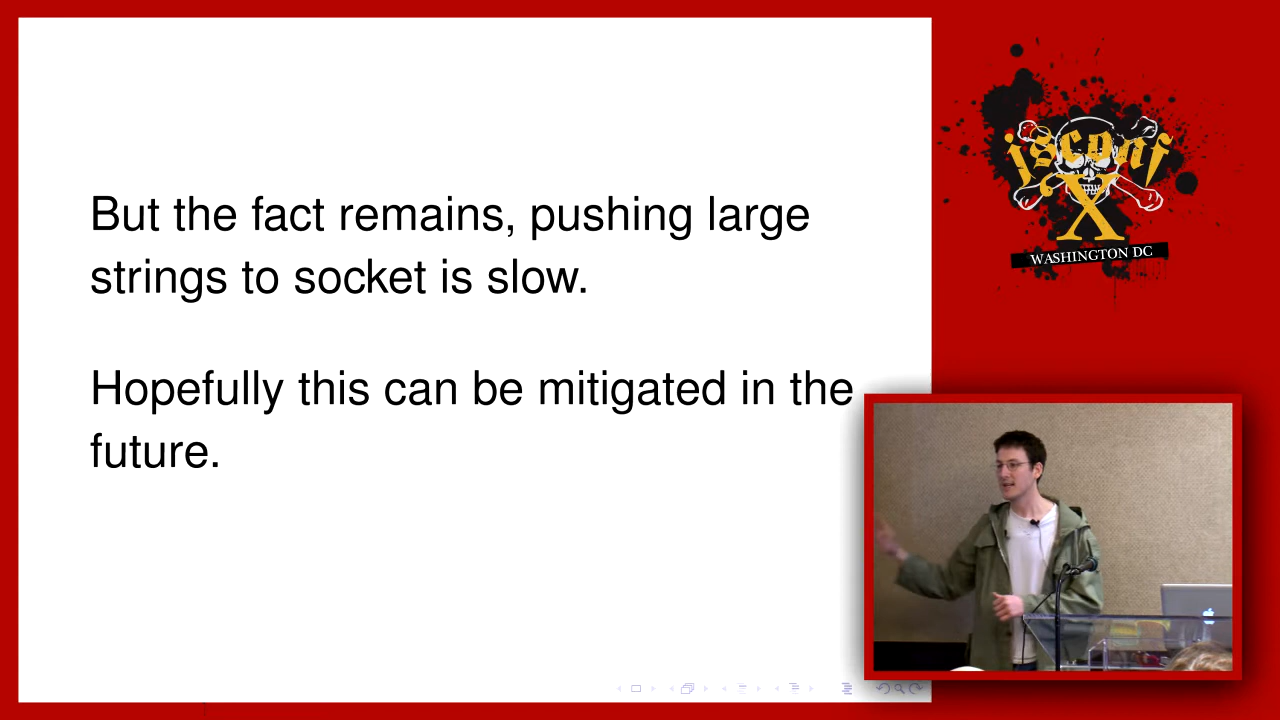 But the fact remains, pushing large
strings to socket is slow.
Hopefully this can be mitigated in the
future.
jsconf
X
WASHINGTON DC